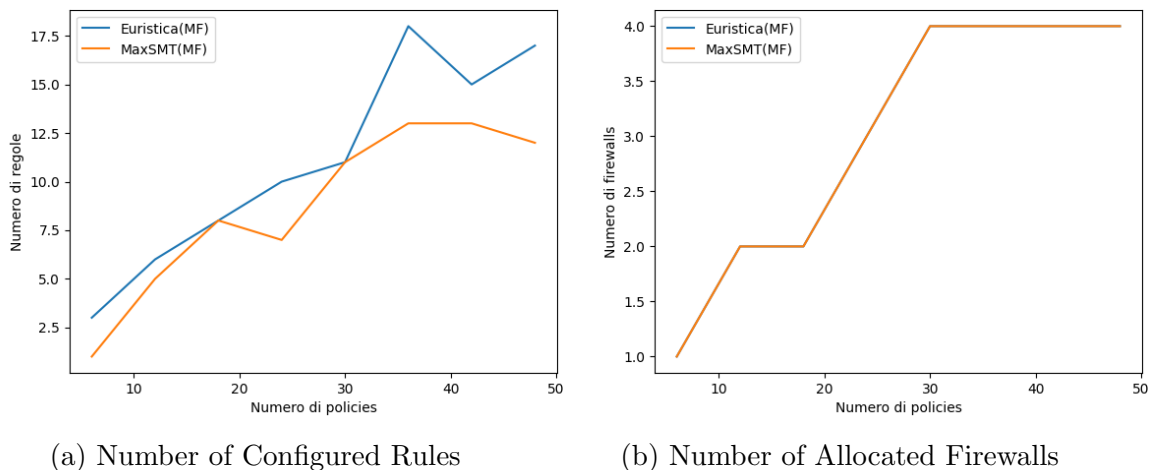 Euristica(MF)
MaxSMT(MF)
17.5
15.0
12.5
10.0
7.5
5.0
2.5
Numero di regole
10
20
30
40
50
Numero di policies
(a) Number of Configured Rules
Euristica(MF)
MaxSMT(MF)
4.0
3.5
3.0
2.5
2.0
1.5
1.0
Numero di firewalls
10
20
30
40
50
Numero di policies
(b) Number of Allocated Firewalls